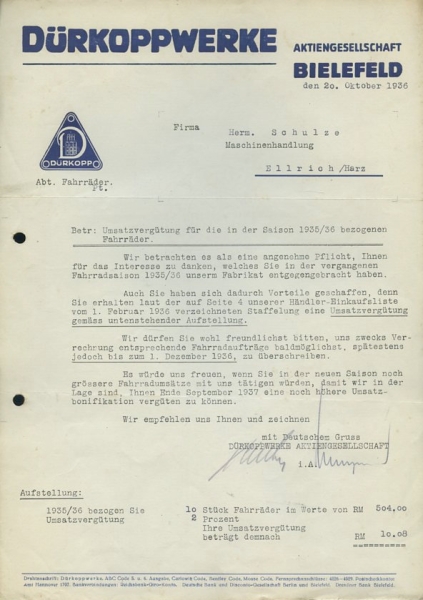 DÜRKOPPWERKE AKTIENGESELLSCHAFT
BIELEFELD
den 20. Oktober 1936
D
DÜRKOPP
Firma
Herm. Schulze
Maschinenhandlung
Ellrich/Harz
Abt. Fahrräder.
Pt.
Betr: Umsatzvergütung für die in der Saison 1935/36 bezogenen
Fahrräder.
Wir betrachten es als eine angenehme Pflicht, Ihnen
für das Interesse zu danken, welches Sie in der vergangenen
Fahrradsaison 1935/36 unserm Fabrikat entgegengebracht haben.
Auch Sie haben sich dadurch Vorteile geschaffen, denn
Sie erhalten laut der auf Seite 4 unserer Händler-Einkaufsliste
vom 1. Februar 1936 verzeichneten Staffelung eine Umsatzvergütung
gemäss untenstehender Aufstellung.
Wir dürfen Sie wohl freundlichst bitten, uns zwecks Ver-
rechnung entsprechende Fahrradaufträge baldmöglichst, spätestens
jedoch bis zum 1. Dezember 1936, zu überschreiben.
Es würde uns freuen, wenn Sie in der neuen Saison noch
grössere Fahrradumsätze mit uns tätigen würden, damit wir in der
Lage sind, Ihnen Ende September 1937 eine noch höhere Umsatz-
bonifikation vergüten zu können.
Wir empfehlen uns Ihnen und zeichnen
mit Deutschem Gruss
DÜRKOPPWERKE AKTIENGESELLSCHAFT
i.A.
Aufstellung:
1935/36 bezogen Sie 10 Stück Fahrräder im Werte von RM 504,00
Umsatzvergütung 2 Prozent
Ihre Umsatzvergütung
beträgt demnach RM 10,08
Drahtanschrift: Dürkoppwerke. ABC Code 5. u. 6. Ausgabe,